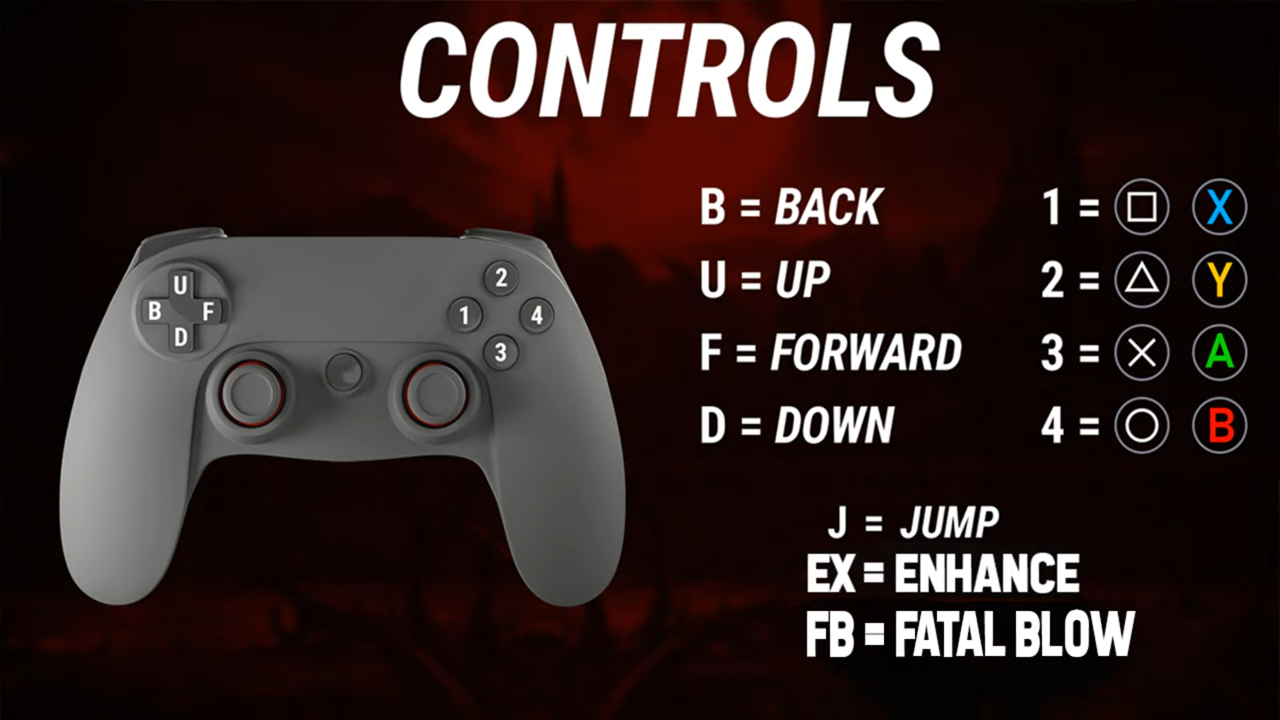 CONTROLS
B = BACK
U = UP
F = FORWARD
D = DOWN
1 = □ X
2 = △ Y
3 = ✕ A
4 = ○ B
J = JUMP
EX = ENHANCE
FB = FATAL BLOW
U
B F
D
2
1 4
3